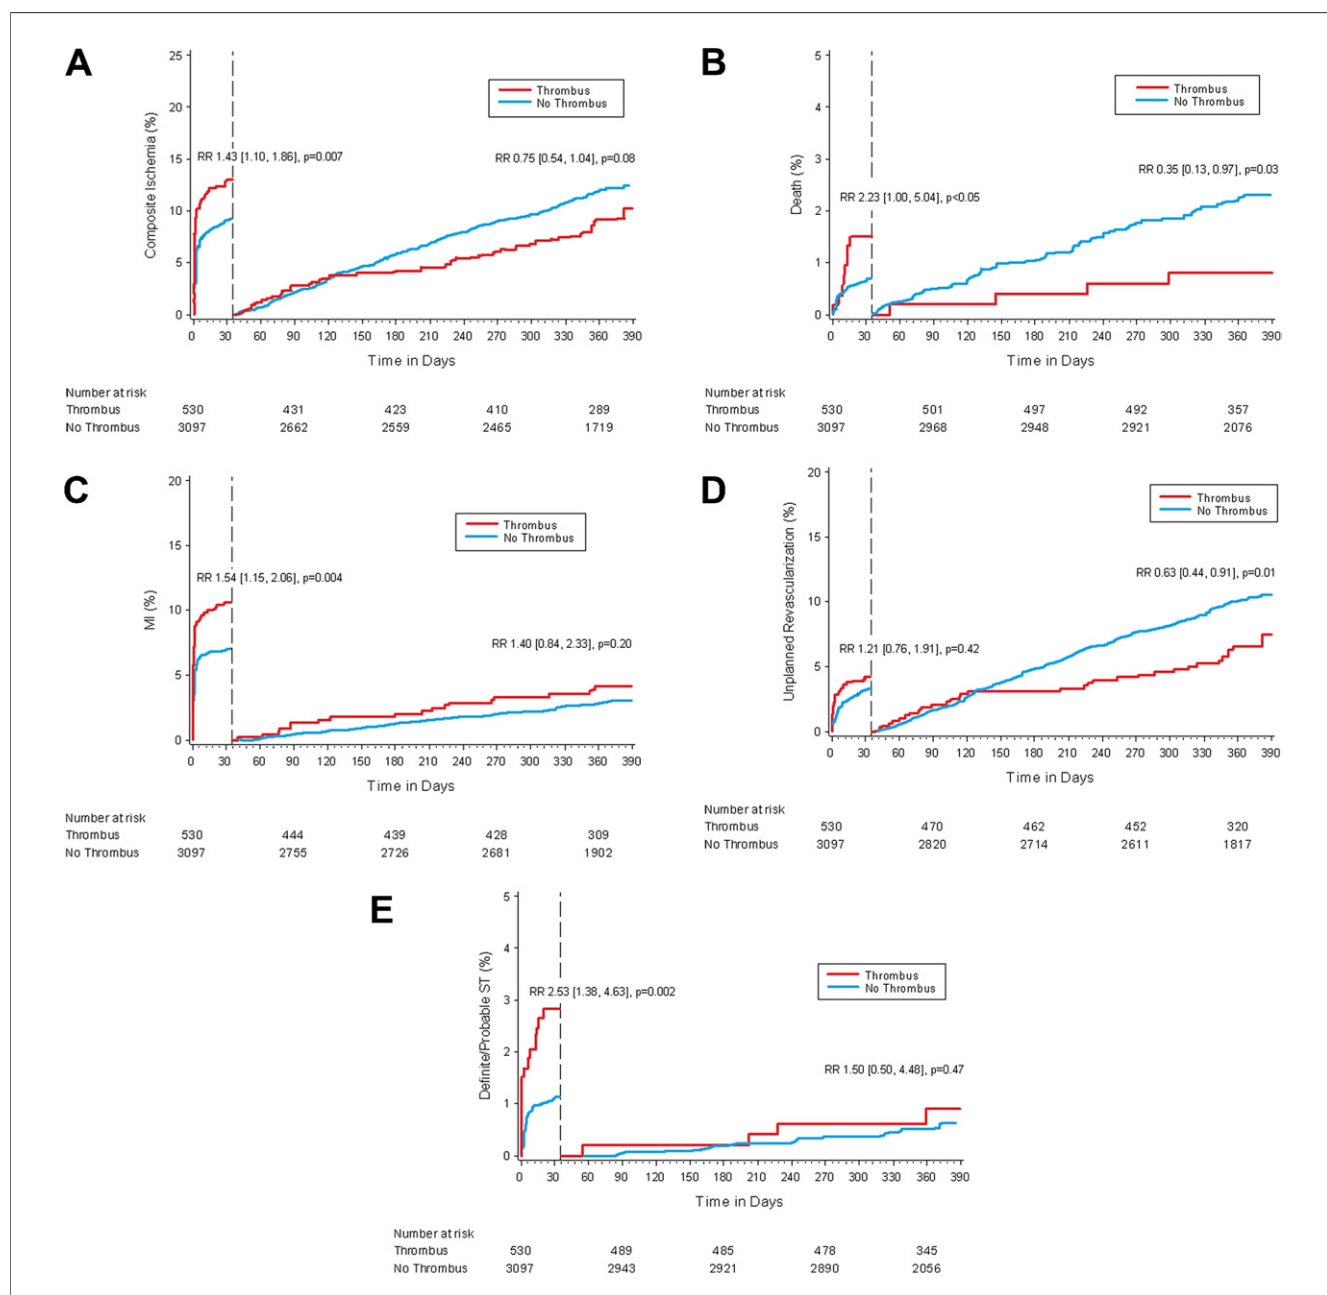 A
Composite Ischemia (%)
25
20
15
10
5
0
Thrombus
No Thrombus
RR 1.43 [1.10, 1.86], p=0.007
RR 0.75 [0.54, 1.04], p=0.08
0 30 60 90 120 150 180 210 240 270 300 330 360 390
Time in Days
Number at risk
Thrombus 530 431 423 410 289
No Thrombus 3097 2662 2559 2465 1719
B
Death (%)
5
4
3
2
1
0
Thrombus
No Thrombus
RR 2.23 [1.00, 5.04], p<0.05
RR 0.35 [0.13, 0.97], p=0.03
0 30 60 90 120 150 180 210 240 270 300 330 360 390
Time in Days
Number at risk
Thrombus 530 501 497 492 357
No Thrombus 3097 2968 2948 2921 2076
C
MI (%)
20
15
10
5
0
Thrombus
No Thrombus
RR 1.54 [1.15, 2.06], p=0.004
RR 1.40 [0.84, 2.33], p=0.20
0 30 60 90 120 150 180 210 240 270 300 330 360 390
Time in Days
Number at risk
Thrombus 530 444 439 428 309
No Thrombus 3097 2755 2726 2681 1902
D
Unplanned Revascularization (%)
20
15
10
5
0
Thrombus
No Thrombus
RR 1.21 [0.76, 1.91], p=0.42
RR 0.63 [0.44, 0.91], p=0.01
0 30 60 90 120 150 180 210 240 270 300 330 360 390
Time in Days
Number at risk
Thrombus 530 470 462 452 320
No Thrombus 3097 2820 2714 2611 1817
E
Definite/Probable ST (%)
5
4
3
2
1
0
Thrombus
No Thrombus
RR 2.53 [1.38, 4.63], p=0.002
RR 1.50 [0.50, 4.48], p=0.47
0 30 60 90 120 150 180 210 240 270 300 330 360 390
Time in Days
Number at risk
Thrombus 530 489 485 478 345
No Thrombus 3097 2943 2921 2890 2056